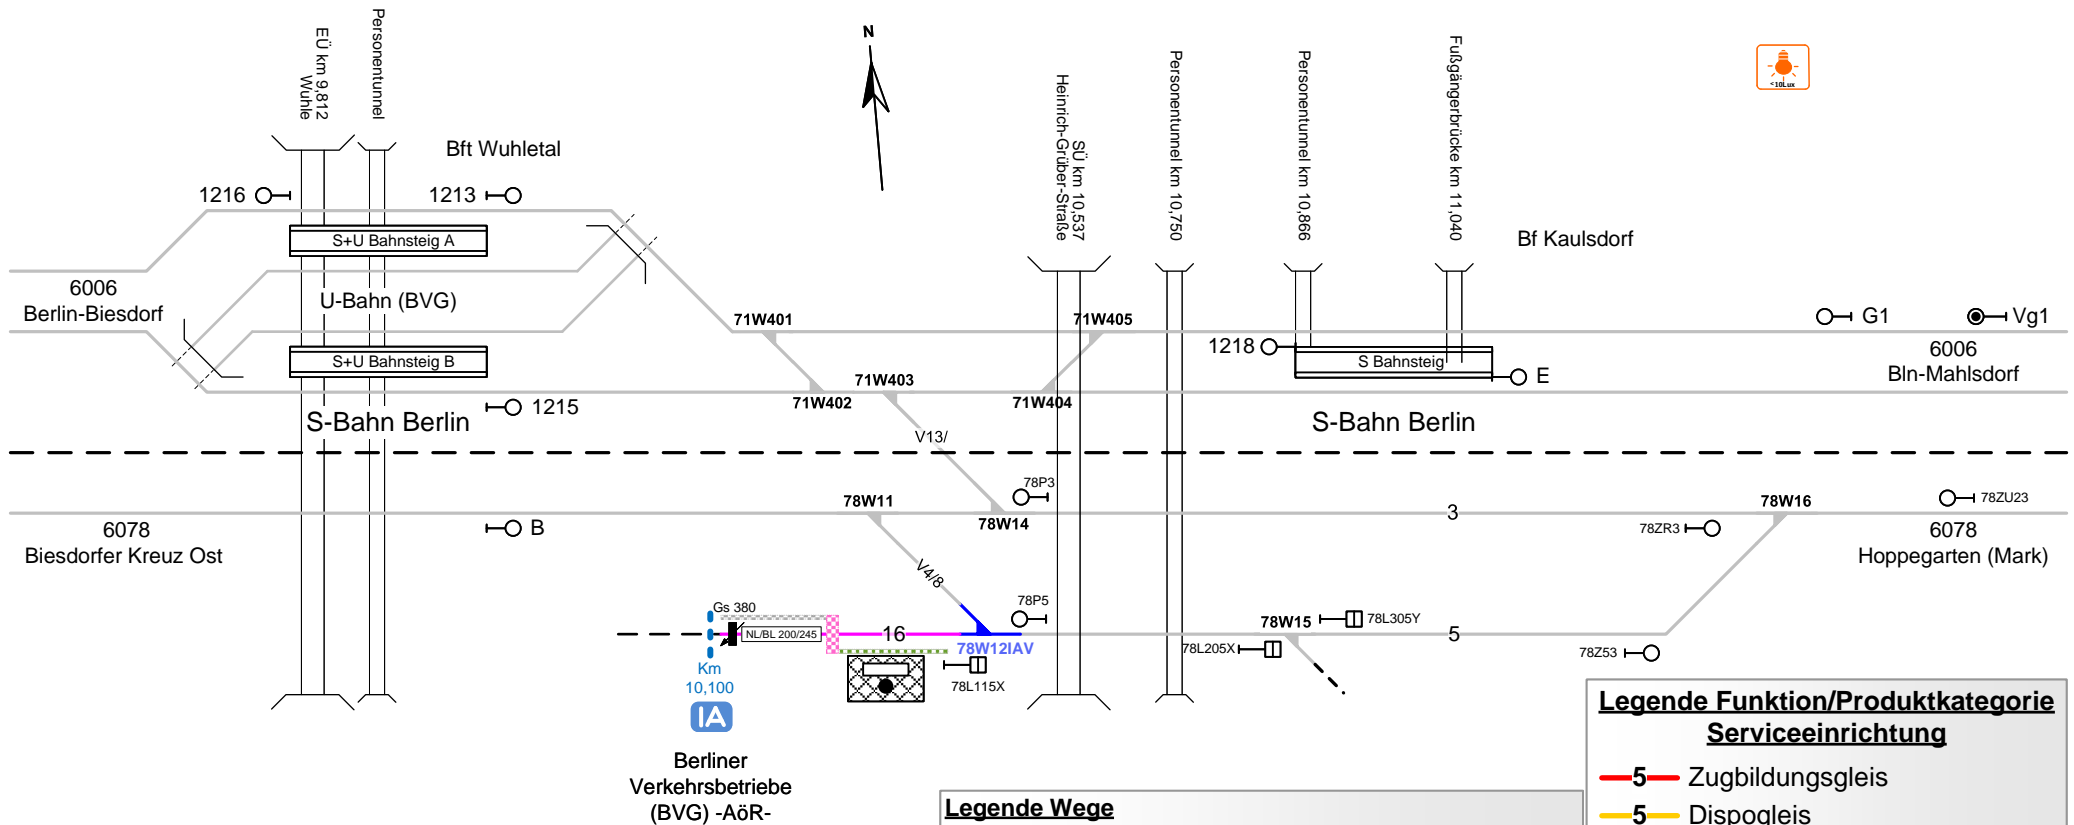 EÜ km 9,812
Wuhle
Personentunnel
Bft Wuhletal
N
SÜ km 10,537
Heinrich-Grüber-Straße
Personentunnel km 10,750
Personentunnel km 10,866
Fußgängerbrücke km 11,040
Bf Kaulsdorf
<10Lux
1216
1213
S+U Bahnsteig A
6006
Berlin-Biesdorf
U-Bahn (BVG)
S+U Bahnsteig B
1215
S-Bahn Berlin
71W401
71W405
71W403
71W402
71W404
1218
S Bahnsteig
E
G1
Vg1
6006
Bln-Mahlsdorf
S-Bahn Berlin
V13/
78P3
78W11
78W14
3
78W16
78ZU23
78ZR3
6078
Biesdorfer Kreuz Ost
B
6078
Hoppegarten (Mark)
V4/8
Gs 380
NL/BL 200/245
16
78P5
78W12IAV
78L115X
78W15
78L305Y
78L205X
5
78Z53
Km
10,100
IA
Berliner
Verkehrsbetriebe
(BVG) -AöR-
Legende Wege
Legende Funktion/Produktkategorie
Serviceeinrichtung
5 Zugbildungsgleis
5 Dispogleis